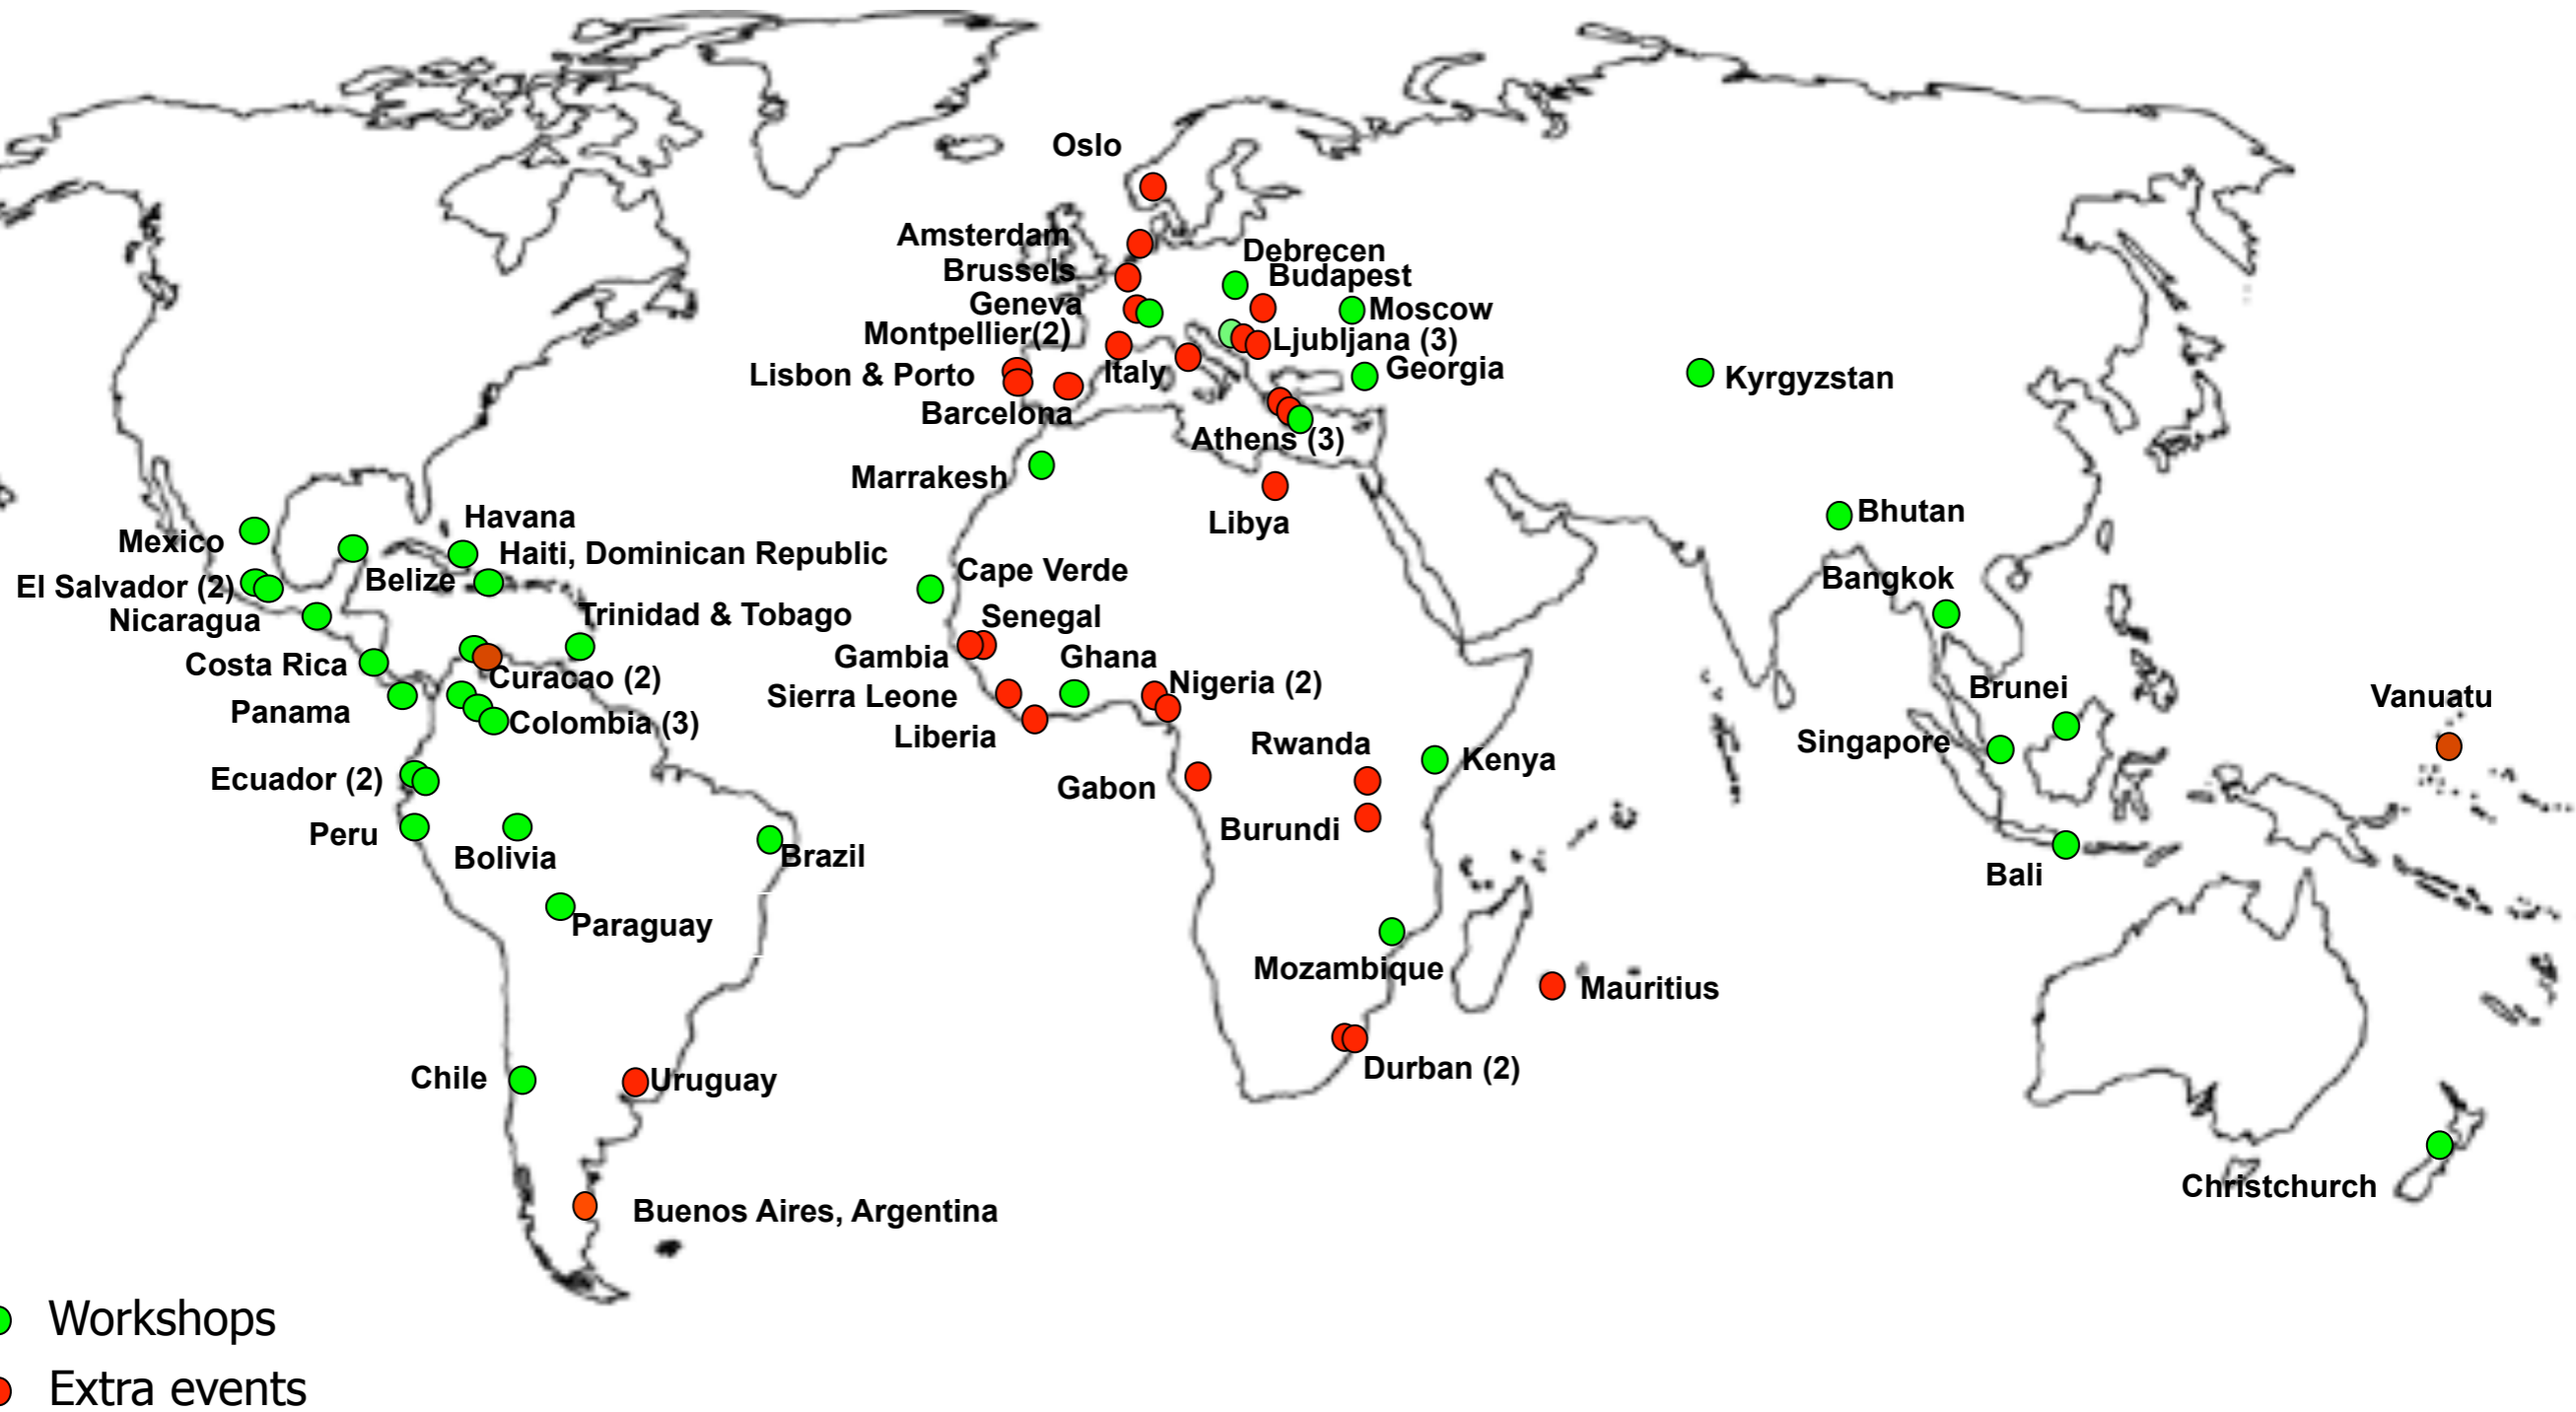 Oslo
Amsterdam
Brussels
Geneva
Montpellier(2)
Lisbon & Porto
Barcelona
Italy
Debrecen
Budapest
Moscow
Ljubljana (3)
Georgia
Athens (3)
Kyrgyzstan
Marrakesh
Libya
Bhutan
Bangkok
Mexico
Havana
Haiti, Dominican Republic
Belize
El Salvador (2)
Nicaragua
Trinidad & Tobago
Costa Rica
Curacao (2)
Panama
Colombia (3)
Cape Verde
Senegal
Gambia
Ghana
Sierra Leone
Nigeria (2)
Liberia
Rwanda
Kenya
Gabon
Burundi
Brunei
Singapore
Vanuatu
Bali
Ecuador (2)
Peru
Bolivia
Brazil
Paraguay
Mozambique
Mauritius
Durban (2)
Chile
Uruguay
Christchurch
Buenos Aires, Argentina
Workshops
Extra events